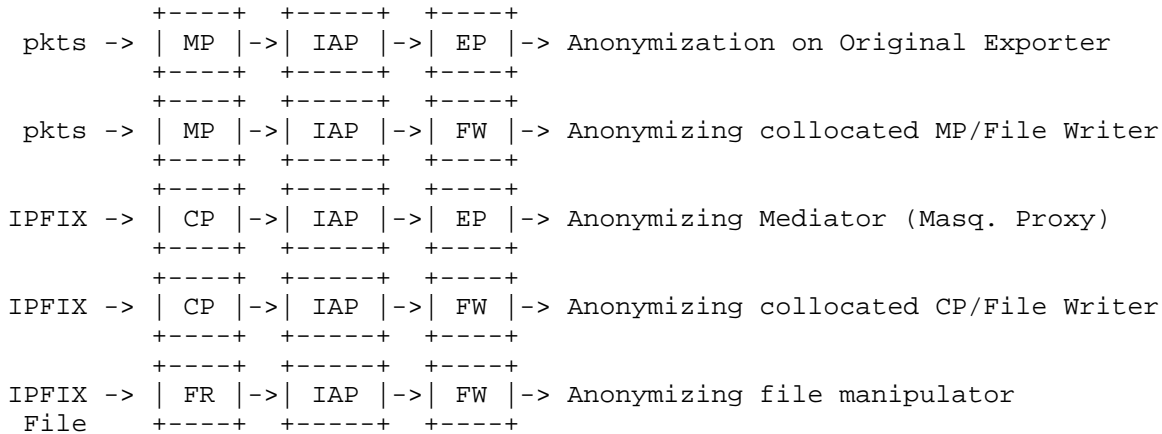 +----+  +-----+  +----+
 pkts -> | MP |->| IAP |->| EP |-> Anonymization on Original Exporter
          +----+  +-----+  +----+
          +----+  +-----+  +----+
 pkts -> | MP |->| IAP |->| FW |-> Anonymizing collocated MP/File Writer
          +----+  +-----+  +----+
          +----+  +-----+  +----+
IPFIX -> | CP |->| IAP |->| EP |-> Anonymizing Mediator (Masq. Proxy)
          +----+  +-----+  +----+
          +----+  +-----+  +----+
IPFIX -> | CP |->| IAP |->| FW |-> Anonymizing collocated CP/File Writer
          +----+  +-----+  +----+
          +----+  +-----+  +----+
IPFIX -> | FR |->| IAP |->| FW |-> Anonymizing file manipulator
 File     +----+  +-----+  +----+